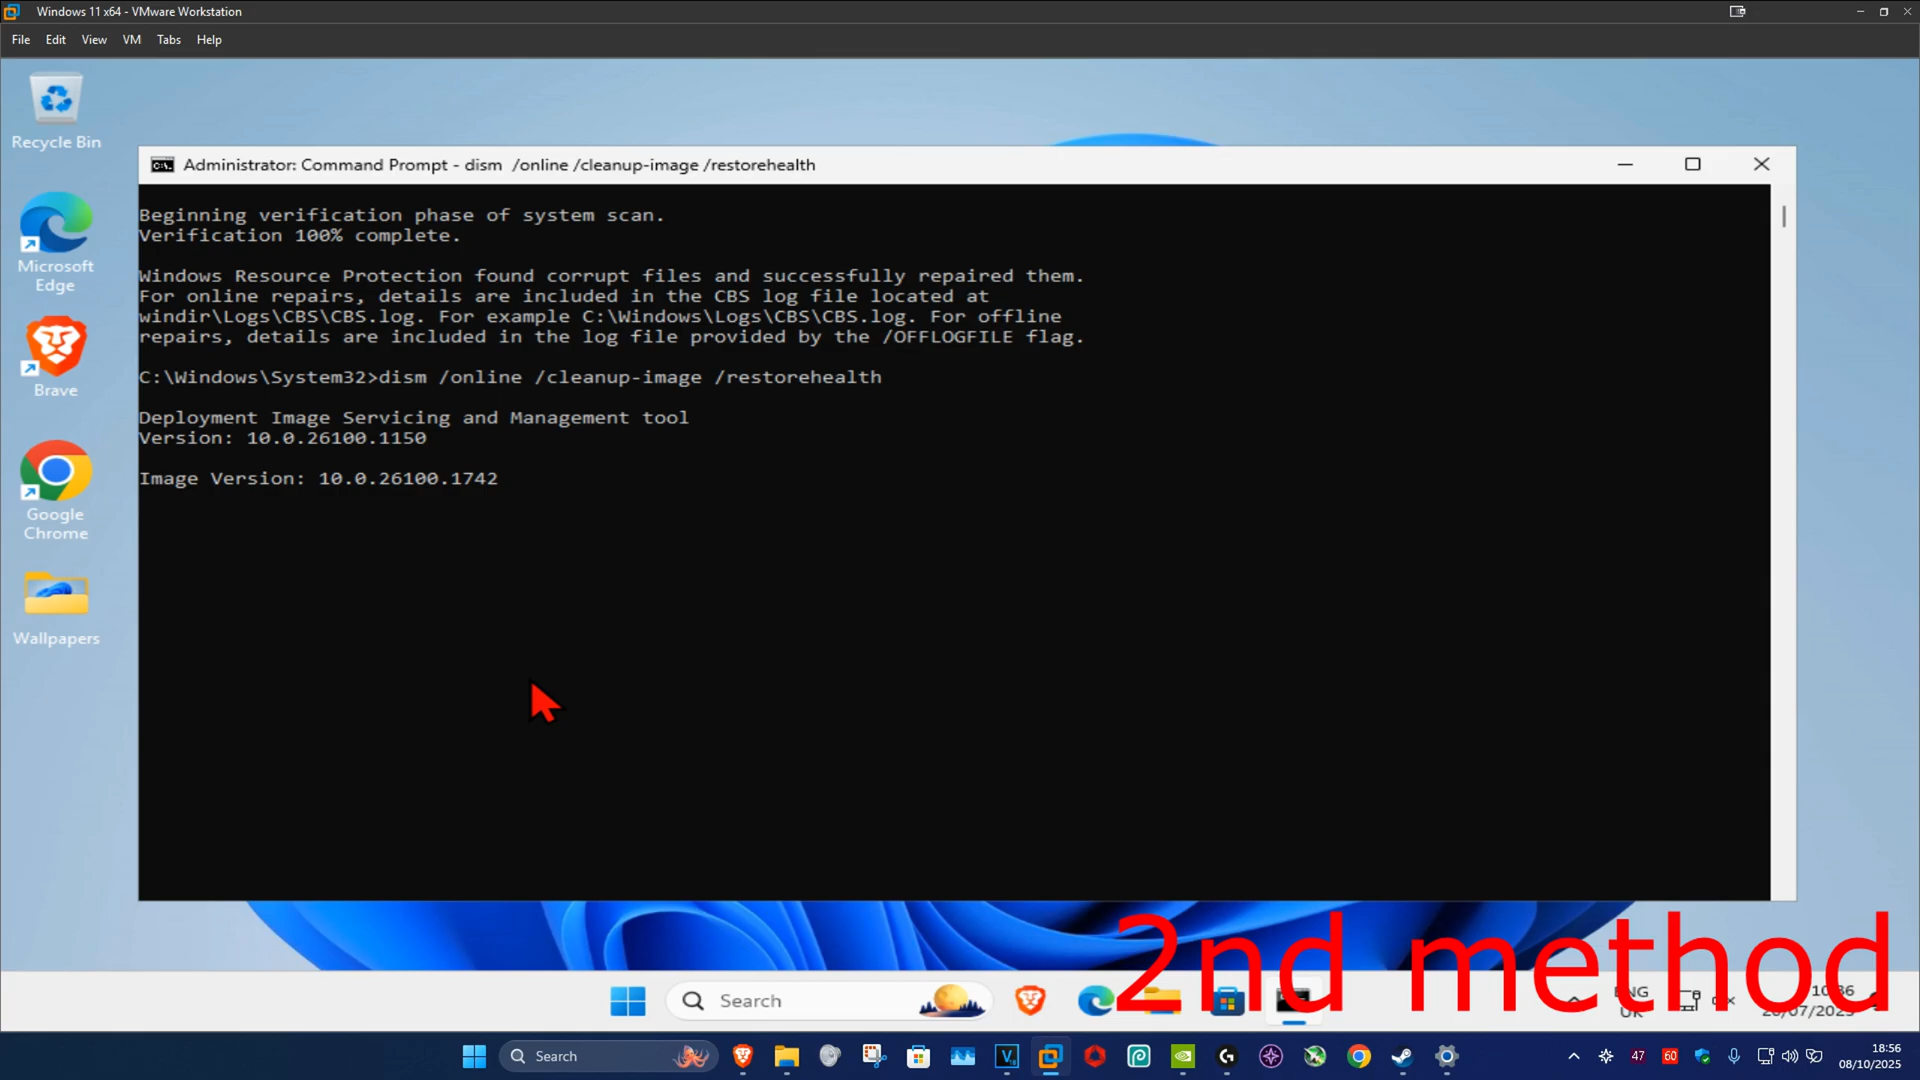 Windows 11 x64 - VMware Workstation
File Edit View VM Tabs Help
Recycle Bin
Microsoft
Edge
Brave
Google
Chrome
Wallpapers
Administrator: Command Prompt - dism /online /cleanup-image /restorehealth
Beginning verification phase of system scan.
Verification 100% complete.
Windows Resource Protection found corrupt files and successfully repaired them.
For online repairs, details are included in the CBS log file located at
windir\Logs\CBS\CBS.log. For example C:\Windows\Logs\CBS\CBS.log. For offline
repairs, details are included in the log file provided by the /OFFLOGFILE flag.
C:\Windows\System32>dism /online /cleanup-image /restorehealth
Deployment Image Servicing and Management tool
Version: 10.0.26100.1150
Image Version: 10.0.26100.1742
2nd method
Search
ENG
UK
Search
47
60
18:56
08/10/2025